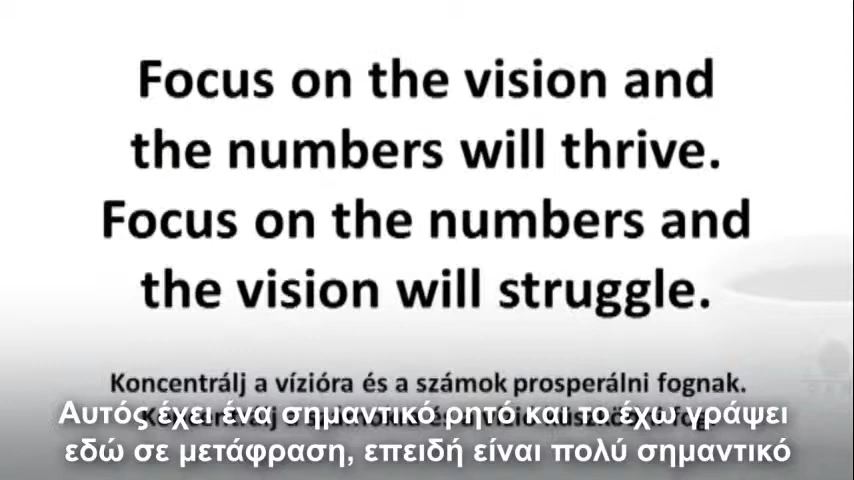 Focus on the vision and
the numbers will thrive.
Focus on the numbers and
the vision will struggle.
Koncentrálj a vízióra és a számok prosperálni fognak.
Αυτός έχει ένα σημαντικό ρητό και το έχω γράψει
εδώ σε μετάφραση, επειδή είναι πολύ σημαντικό